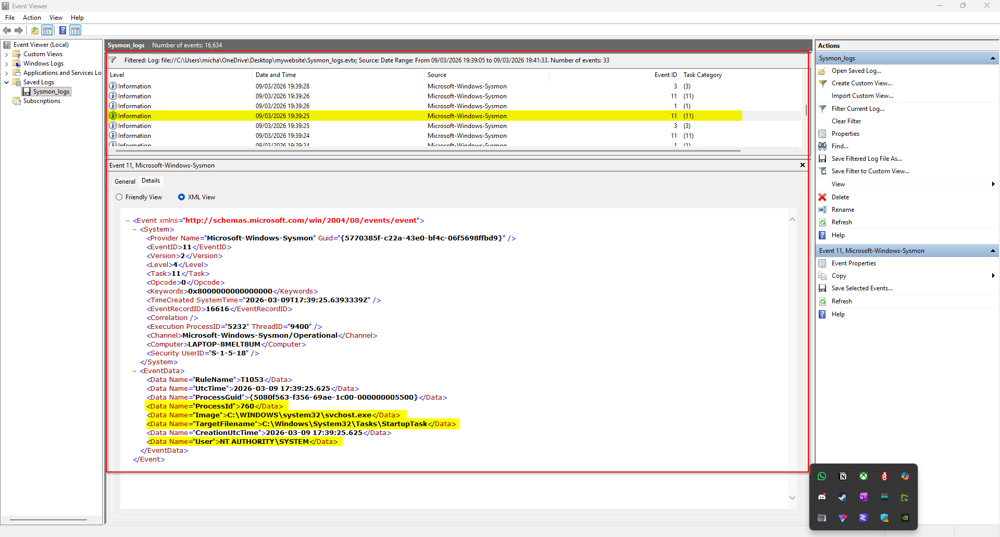 Event Viewer
File Action View Help
Event Viewer (Local)
Custom Views
Windows Logs
Applications and Services Lo
Saved Logs
Sysmon_logs
Subscriptions
Sysmon_logs Number of events: 16,634
Filtered: Log: file://C:\Users\micha\OneDrive\Desktop\mywebsite\Sysmon_logs.evtx; Source: Date Range: From 09/03/2026 19:39:05 to 09/03/2026 19:41:33. Number of events: 33
Level Date and Time Source Event ID Task Category
Information 09/03/2026 19:39:28 Microsoft-Windows-Sysmon 3 (3)
Information 09/03/2026 19:39:26 Microsoft-Windows-Sysmon 11 (11)
Information 09/03/2026 19:39:26 Microsoft-Windows-Sysmon 1 (1)
Information 09/03/2026 19:39:25 Microsoft-Windows-Sysmon 11 (11)
Information 09/03/2026 19:39:25 Microsoft-Windows-Sysmon 3 (3)
Information 09/03/2026 19:39:24 Microsoft-Windows-Sysmon 11 (11)
Information 09/03/2026 19:39:24 Microsoft-Windows-Sysmon 1 (1)
Event 11, Microsoft-Windows-Sysmon
General Details
Friendly View XML View
- <Event xmlns="http://schemas.microsoft.com/win/2004/08/events/event">
- <System>
<Provider Name="Microsoft-Windows-Sysmon" Guid="{5770385f-c22a-43e0-bf4c-06f5698ffbd9}" />
<EventID>11</EventID>
<Version>2</Version>
<Level>4</Level>
<Task>11</Task>
<Opcode>0</Opcode>
<Keywords>0x8000000000000000</Keywords>
<TimeCreated SystemTime="2026-03-09T17:39:25.6393339Z" />
<EventRecordID>16616</EventRecordID>
<Correlation />
<Execution ProcessID="5232" ThreadID="9400" />
<Channel>Microsoft-Windows-Sysmon/Operational</Channel>
<Computer>LAPTOP-8MELT8UM</Computer>
<Security UserID="S-1-5-18" />
</System>
- <EventData>
<Data Name="RuleName">T1053</Data>
<Data Name="UtcTime">2026-03-09 17:39:25.625</Data>
<Data Name="ProcessGuid">{5080f563-f356-69ae-1c00-000000005500}</Data>
<Data Name="ProcessId">760</Data>
<Data Name="Image">C:\WINDOWS\system32\svchost.exe</Data>
<Data Name="TargetFilename">C:\Windows\System32\Tasks\StartupTask</Data>
<Data Name="CreationUtcTime">2026-03-09 17:39:25.625</Data>
<Data Name="User">NT AUTHORITY\SYSTEM</Data>
</EventData>
</Event>
Actions
Sysmon_logs
Open Saved Log...
Create Custom View...
Import Custom View...
Filter Current Log...
Clear Filter
Properties
Find...
Save Filtered Log File As...
Save Filter to Custom View...
View
Delete
Rename
Refresh
Help
Event 11, Microsoft-Windows-Sysmon
Event Properties
Copy
Save Selected Events...
Refresh
Help